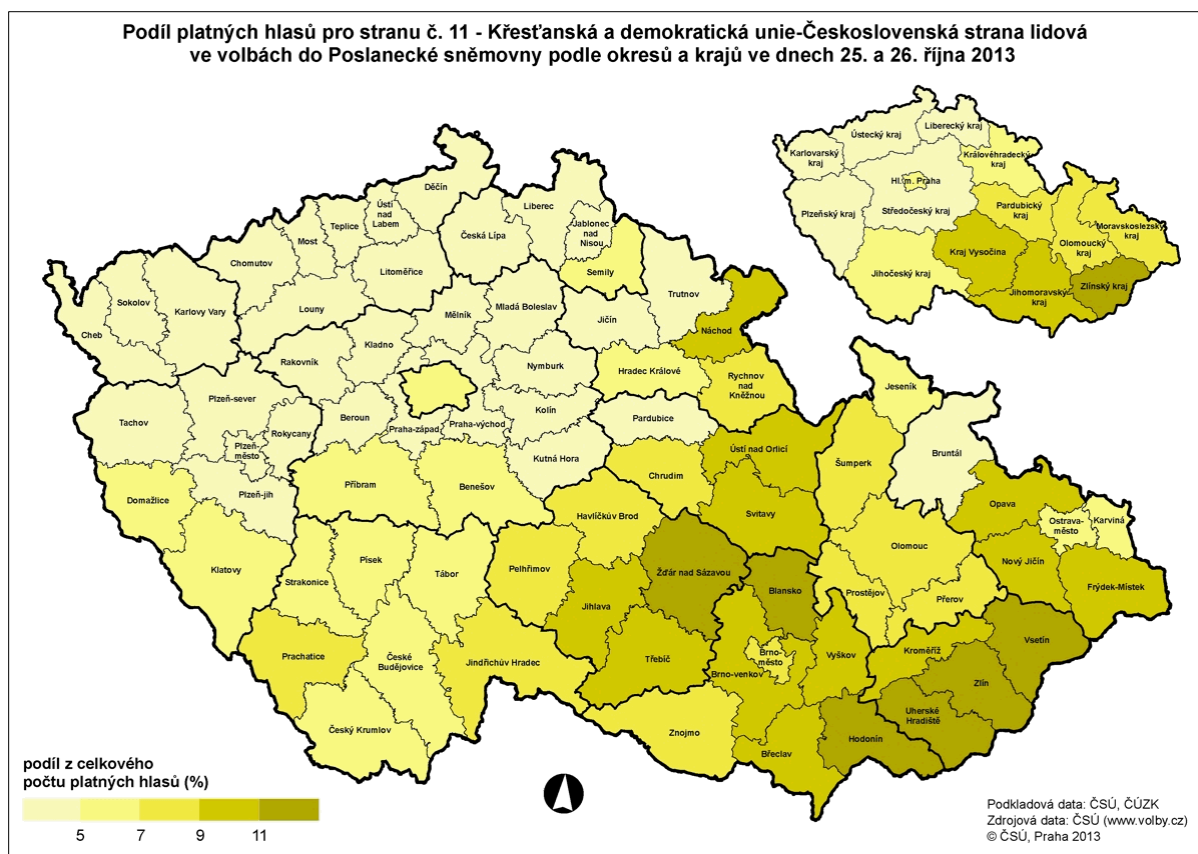 Podíl platných hlasů pro stranu č. 11 - Křesťanská a demokratická unie-Československá strana lidová
ve volbách do Poslanecké sněmovny podle okresů a krajů ve dnech 25. a 26. října 2013
Ústecký kraj
Liberecký kraj
Karlovarský
kraj
Královéhradecký
kraj
Hl. m. Praha
Plzeňský kraj
Středočeský kraj
Pardubický
kraj
Moravskoslezský
kraj
Olomoucký
kraj
Kraj Vysočina
Jihočeský kraj
Jihomoravský
kraj
Zlínský kraj
Děčín
Ústí
nad
Labem
Teplice
Most
Liberec
Jablonec
nad
Nisou
Česká Lípa
Chomutov
Litoměřice
Semily
Trutnov
Sokolov
Karlovy Vary
Cheb
Louny
Mělník
Mladá Boleslav
Jičín
Náchod
Rakovník
Kladno
Nymburk
Hradec Králové
Rychnov
nad
Kněžnou
Jeseník
Tachov
Plzeň-sever
Rokycany
Plzeň-
město
Beroun
Praha-západ
Praha-východ
Kolín
Pardubice
Kutná Hora
Ústí nad Orlicí
Šumperk
Bruntál
Domažlice
Plzeň-jih
Příbram
Benešov
Chrudim
Svitavy
Opava
Ostrava-
město
Karviná
Klatovy
Strakonice
Písek
Tábor
Havlíčkův Brod
Pelhřimov
Žďár nad Sázavou
Blansko
Olomouc
Nový Jičín
Frýdek-Místek
Jihlava
Prostějov
Přerov
Prachatice
České
Budějovice
Jindřichův Hradec
Třebíč
Brno-
město
Brno-venkov
Vyškov
Kroměříž
Vsetín
Zlín
Uherské
Hradiště
Český Krumlov
Znojmo
Břeclav
Hodonín
podíl z celkového
počtu platných hlasů (%)
5 7 9 11
Podkladová data: ČSÚ, ČÚZK
Zdrojová data: ČSÚ (www.volby.cz)
© ČSÚ, Praha 2013